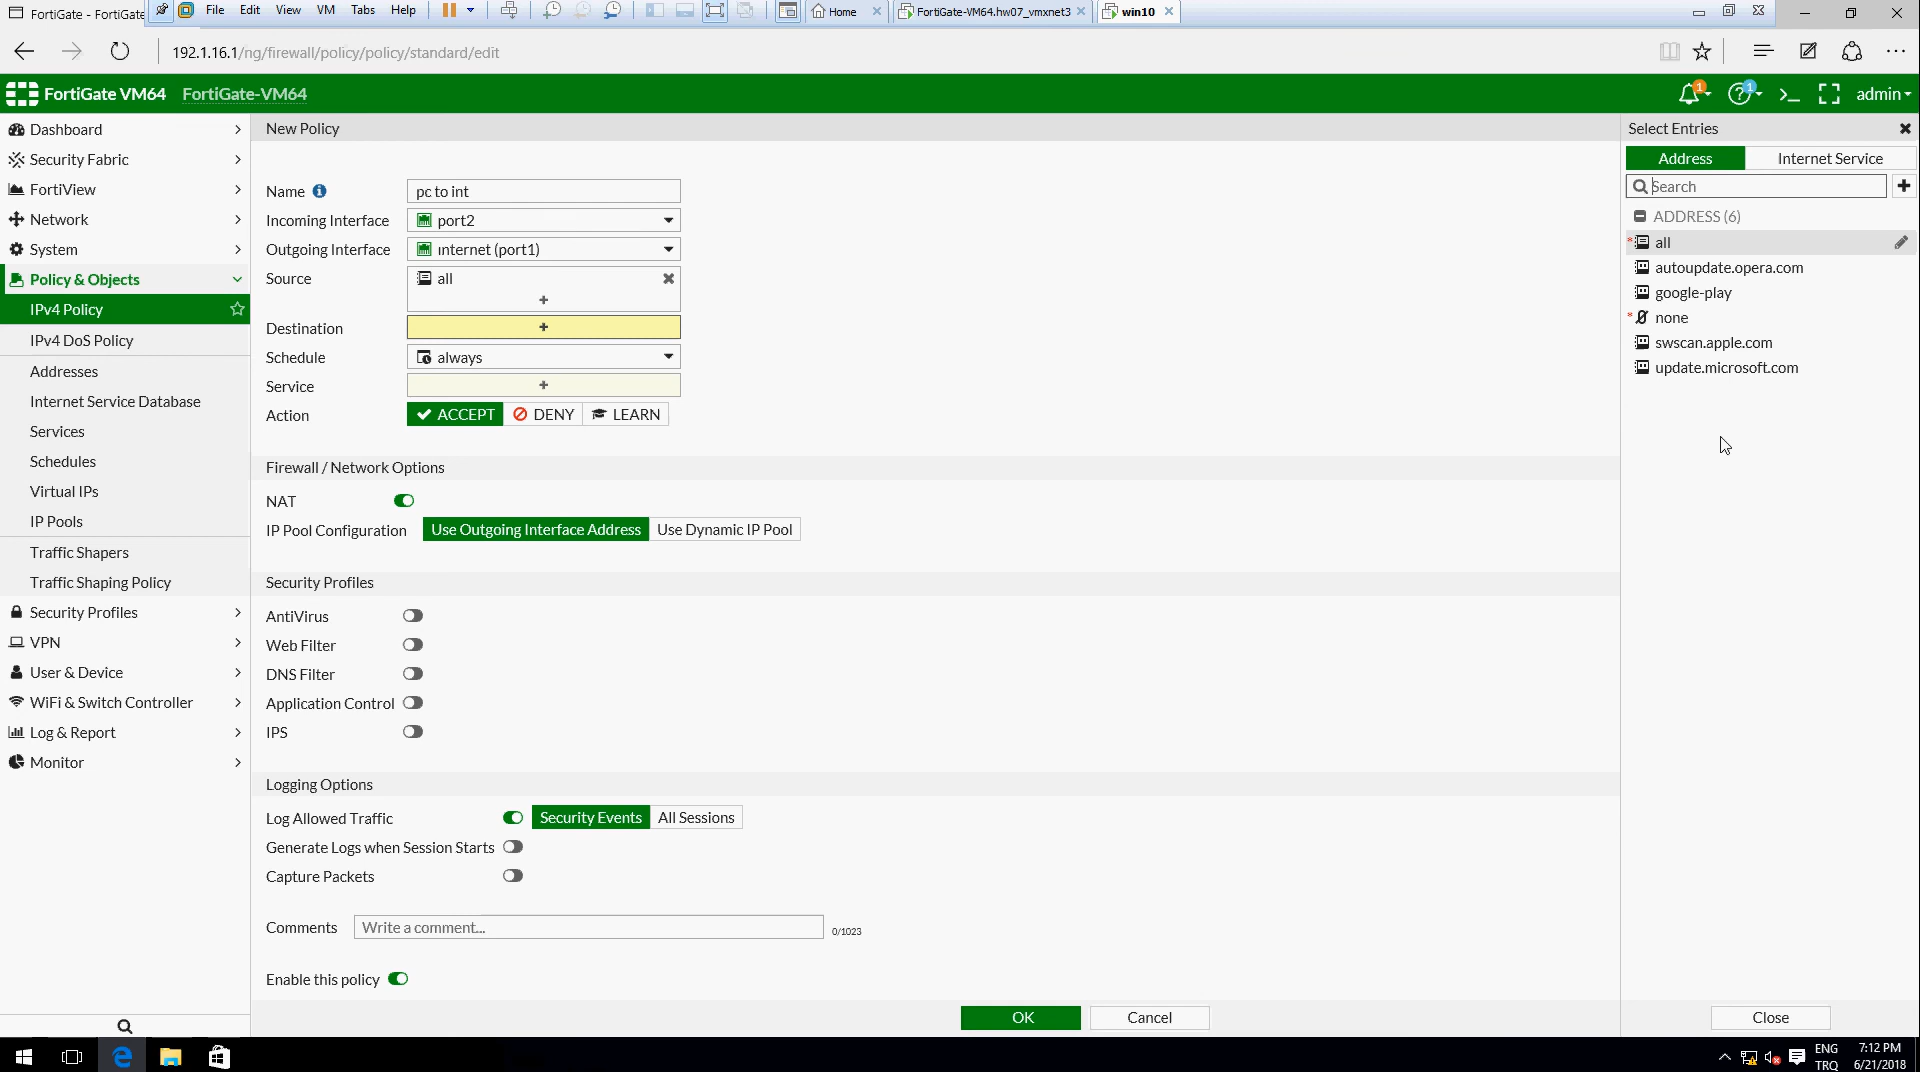 FortiGate - FortiGate
File Edit View VM Tabs Help
Home
FortiGate-VM64.hw07_vmxnet3
win10
192.1.16.1/ng/firewall/policy/policy/standard/edit
FortiGate VM64 FortiGate-VM64
1
1
admin
Dashboard
Security Fabric
FortiView
Network
System
Policy & Objects
IPv4 Policy
IPv4 DoS Policy
Addresses
Internet Service Database
Services
Schedules
Virtual IPs
IP Pools
Traffic Shapers
Traffic Shaping Policy
Security Profiles
VPN
User & Device
WiFi & Switch Controller
Log & Report
Monitor
New Policy
Name pc to int
Incoming Interface port2
Outgoing Interface ınternet (port1)
Source all
Destination
Schedule always
Service
Action ACCEPT DENY LEARN
Firewall / Network Options
NAT
IP Pool Configuration Use Outgoing Interface Address Use Dynamic IP Pool
Security Profiles
AntiVirus
Web Filter
DNS Filter
Application Control
IPS
Logging Options
Log Allowed Traffic Security Events All Sessions
Generate Logs when Session Starts
Capture Packets
Comments Write a comment... 0/1023
Enable this policy
OK Cancel
Select Entries
Address Internet Service
Search
ADDRESS (6)
all
autoupdate.opera.com
google-play
none
swscan.apple.com
update.microsoft.com
Close
ENG
TRQ
7:12 PM
6/21/2018